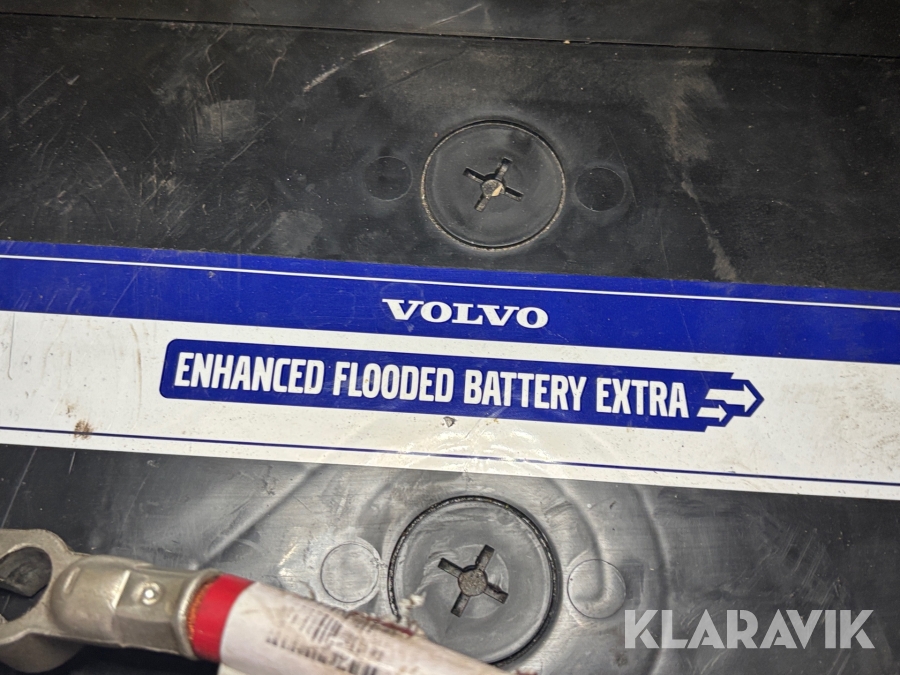 VOLVO
ENHANCED FLOODED BATTERY EXTRA
KLARAVIK